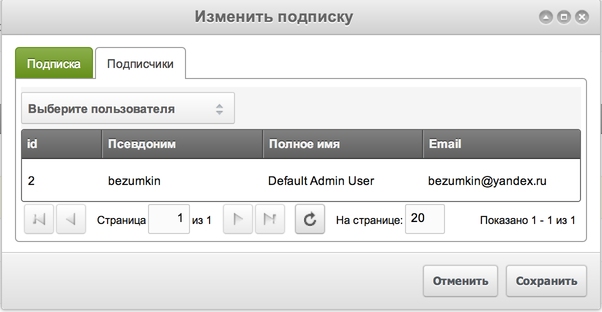 Изменить подписку
Подписка Подписчики
Выберите пользователя
id Псевдоним Полное имя Email
2 bezumkin Default Admin User bezumkin@yandex.ru
Страница 1 из 1 На странице: 20 Показано 1 - 1 из 1
Отменить Сохранить